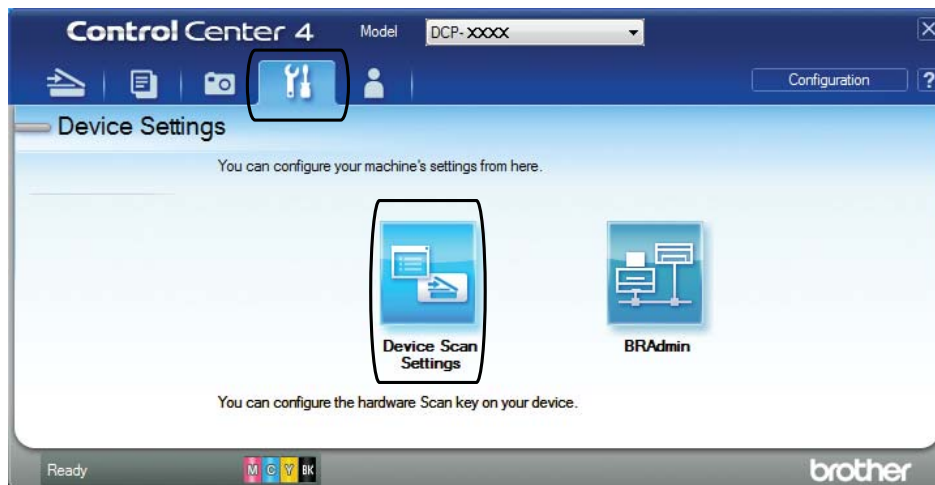 Control Center 4 Model DCP-XXXX
Configuration ?
Device Settings
You can configure your machine's settings from here.
Device Scan
Settings
BRAdmin
You can configure the hardware Scan key on your device.
Ready M C Y BK brother